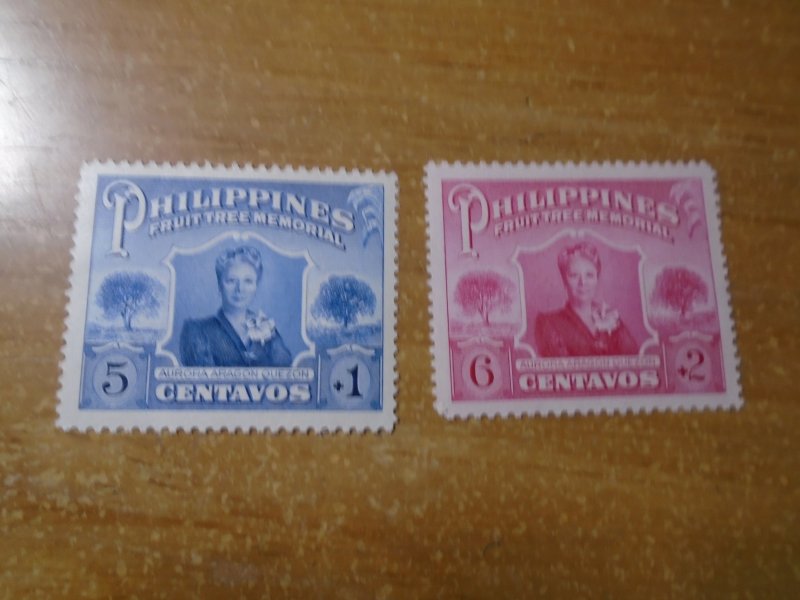 PHILIPPINES
FRUIT TREE MEMORIAL
AURORA ARAGON QUEZON
5 CENTAVOS +1
PHILIPPINES
FRUIT TREE MEMORIAL
AURORA ARAGON QUEZON
6 CENTAVOS +2